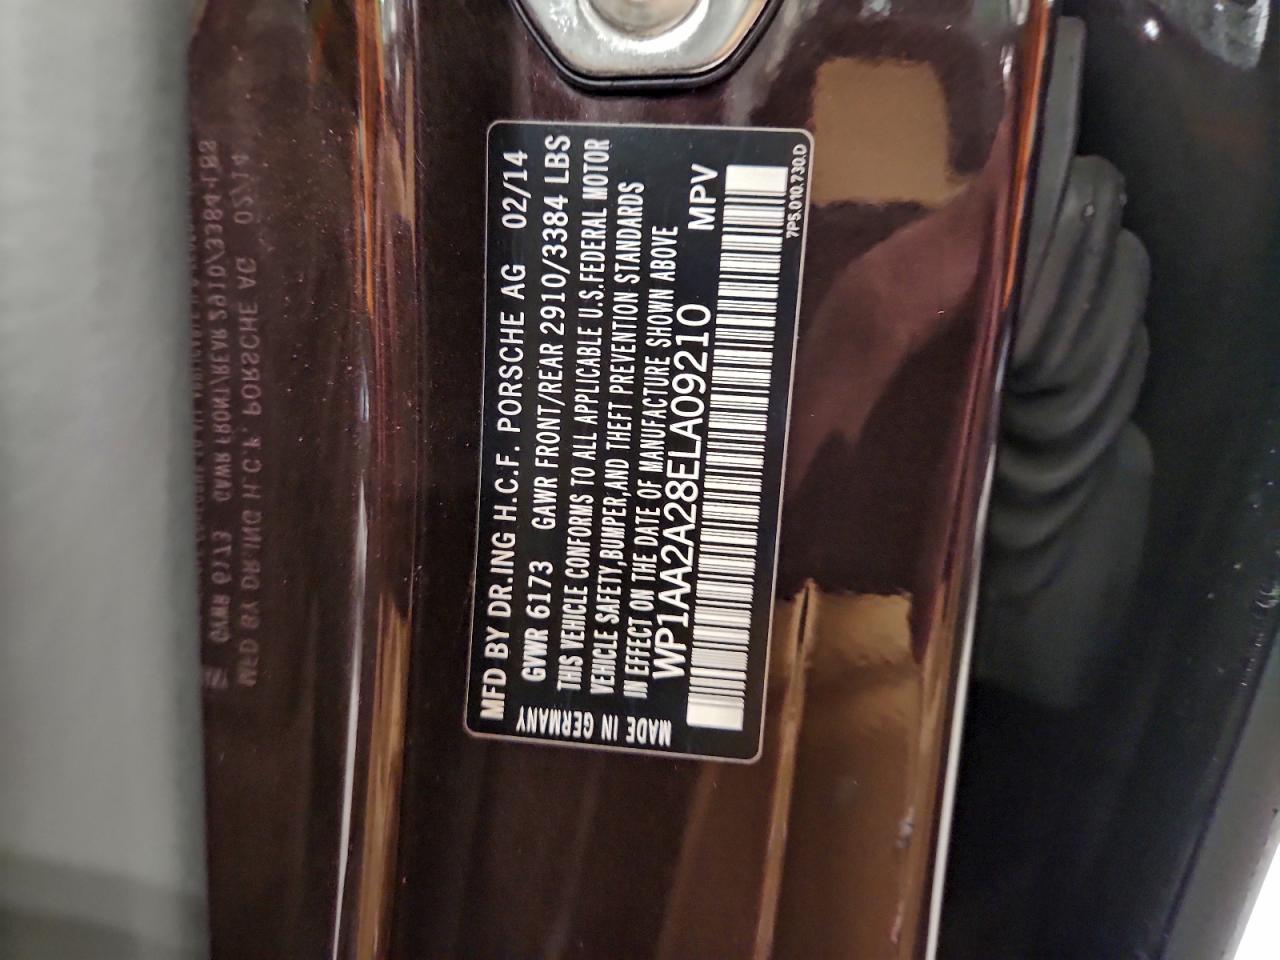 MFD BY DR.ING H.C.F. PORSCHE AG 02/14
GVWR 6173 GAWR FRONT/REAR 2910/3384 LBS
THIS VEHICLE CONFORMS TO ALL APPLICABLE U.S.FEDERAL MOTOR
VEHICLE SAFETY,BUMPER,AND THEFT PREVENTION STANDARDS
IN EFFECT ON THE DATE OF MANUFACTURE SHOWN ABOVE
WP1AA2A28ELA09210 MPV
7P5.010.730.D
MADE IN GERMANY